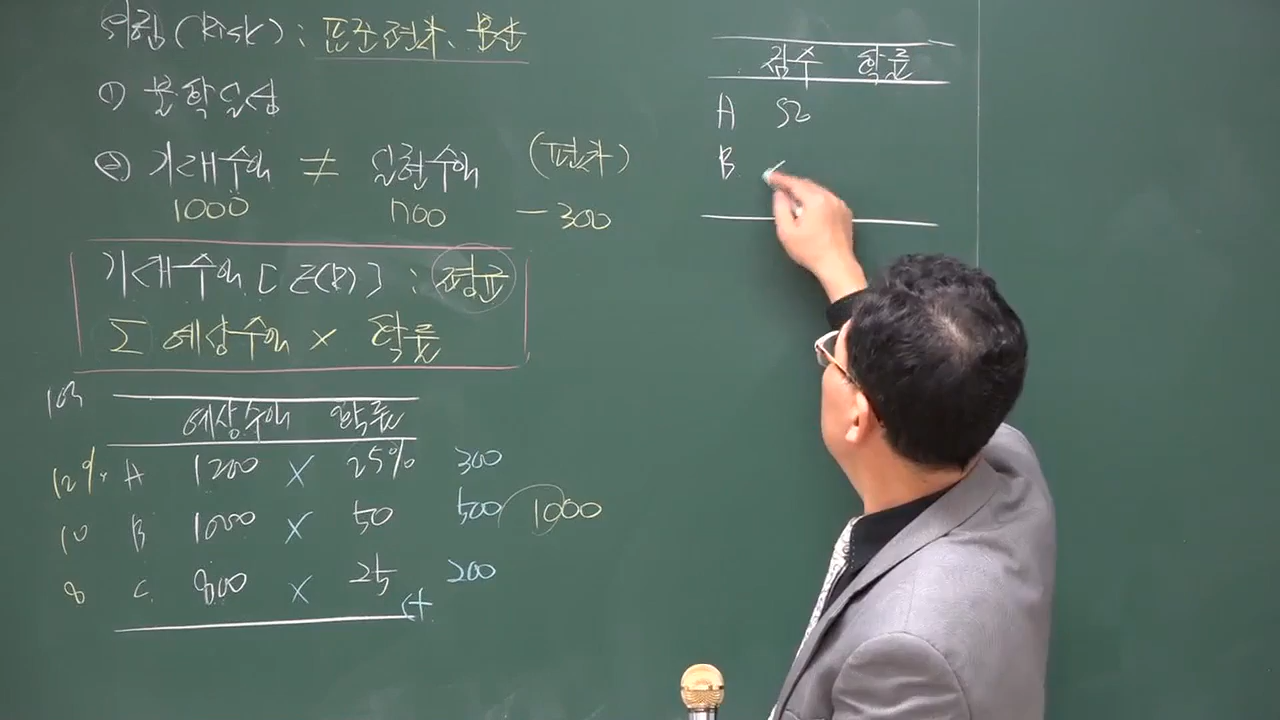 위험(Risk) : 표준편차、분산
① 불확실성
② 기대수익 ≠ 실현수익 (편차)
1000 700 - 300
기대수익 [E(R)] : 평균
Σ 예상수익 × 확률
예상수익 확률
12% A 1200 × 25% 300
10 B 1000 × 50 500 1000
8 C 800 × 25 200
(+
점수 확률
A 52
B